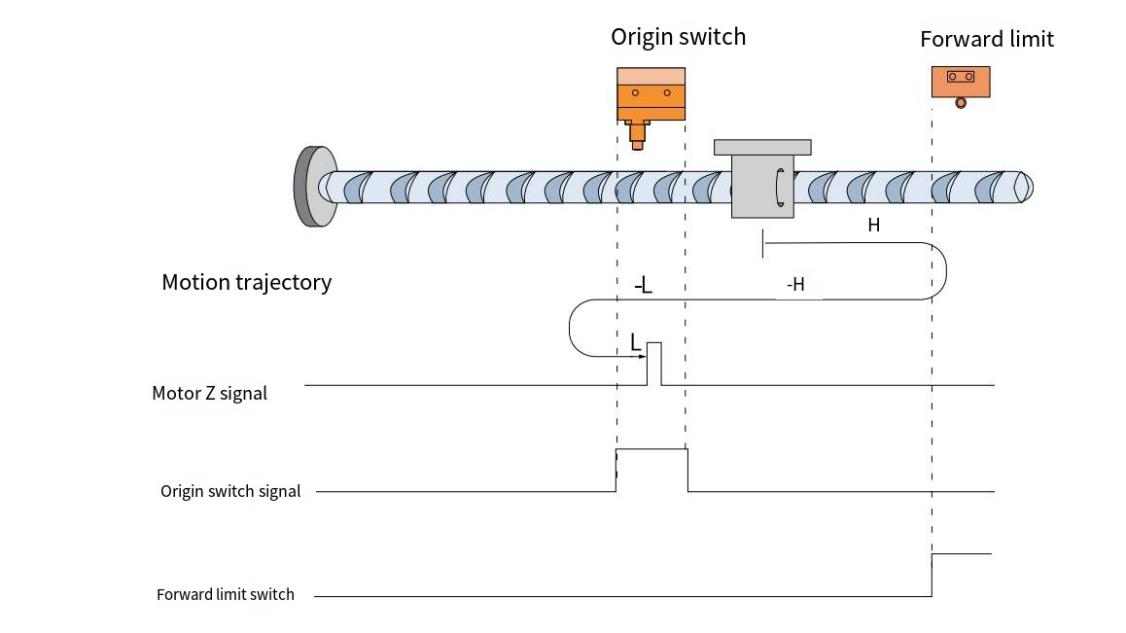 Origin switch
Forward limit
H
Motion trajectory
-L
-H
L
Motor Z signal
Origin switch signal
Forward limit switch